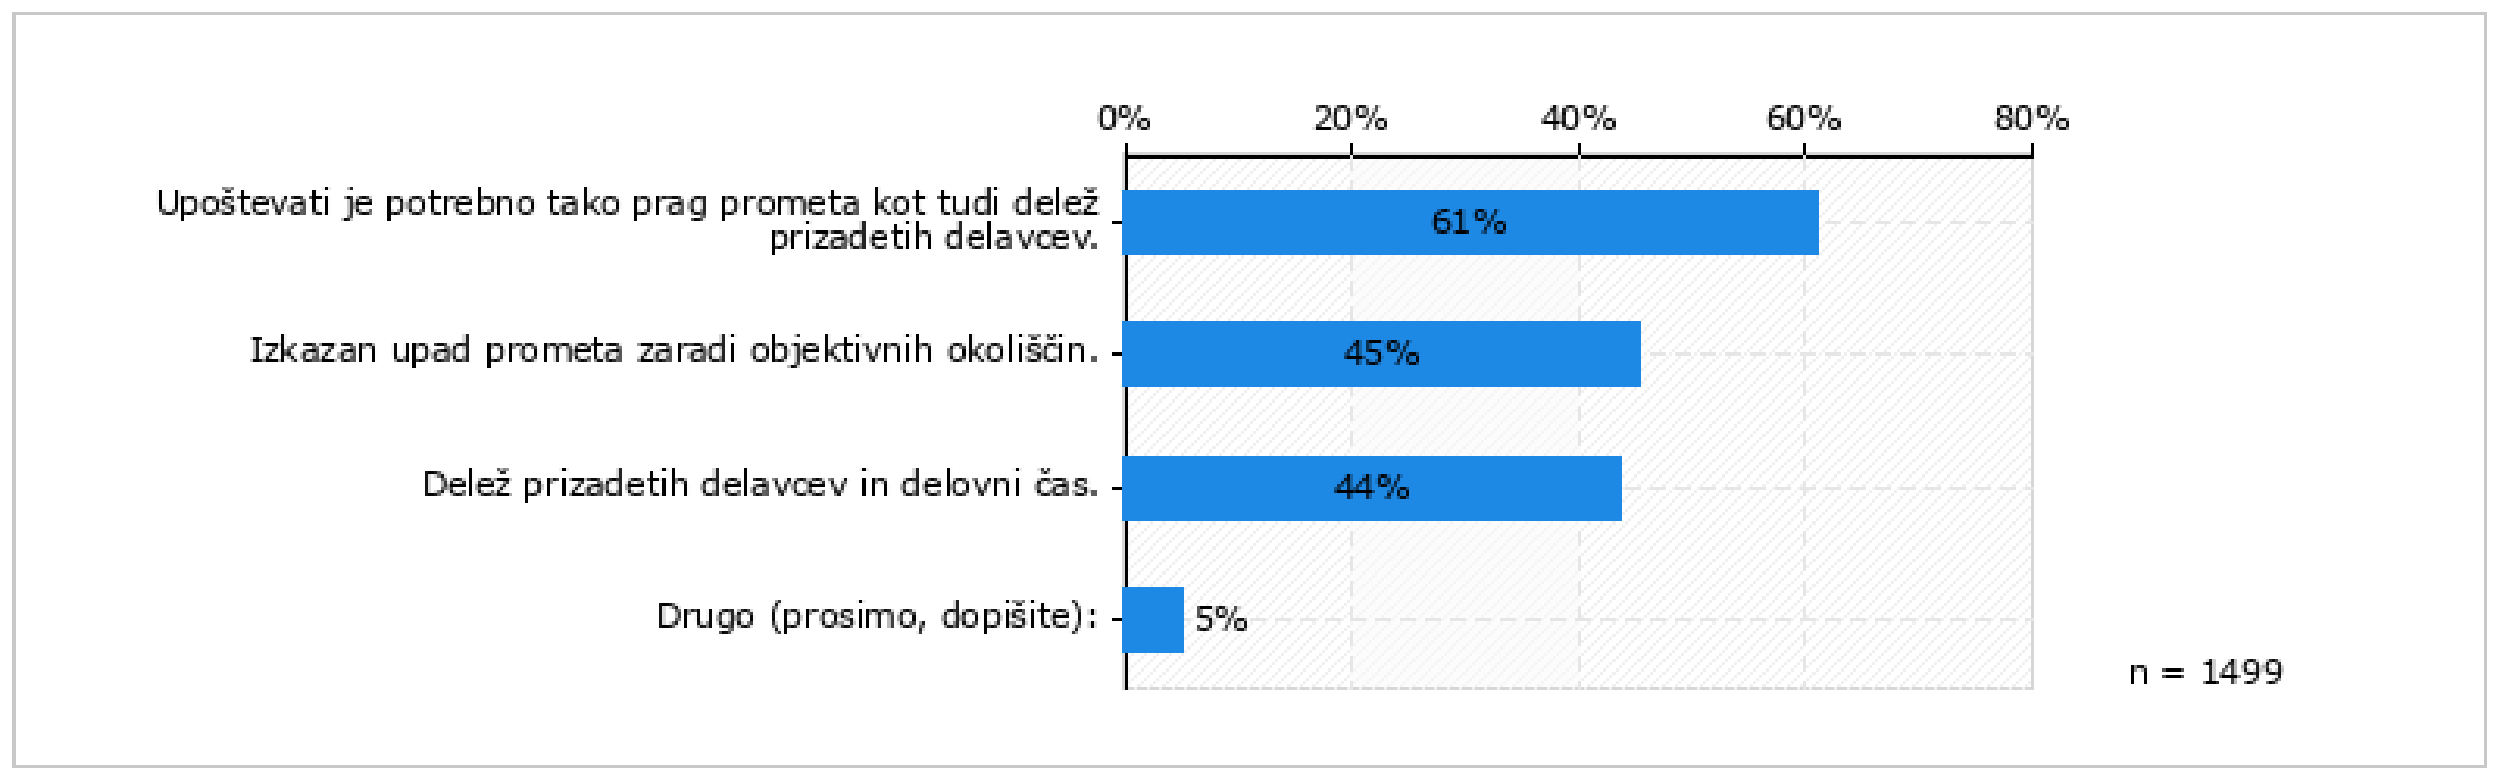 0% 20% 40% 60% 80%
Upoštevati je potrebno tako prag prometa kot tudi delež
prizadetih delavcev.
61%
Izkazan upad prometa zaradi objektivnih okoliščin.
45%
Delež prizadetih delavcev in delovni čas.
44%
Drugo (prosimo, dopišite):
5%
n = 1499